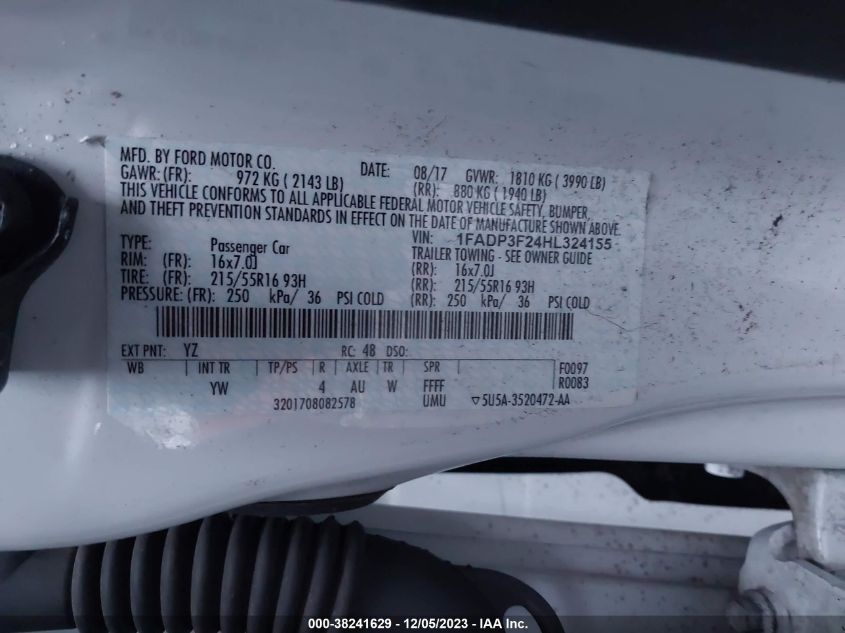 MFD. BY FORD MOTOR CO. DATE: 08/17 GVWR: 1810 KG ( 3990 LB)
GAWR: (FR): 972 KG ( 2143 LB) (RR): 880 KG ( 1940 LB)
THIS VEHICLE CONFORMS TO ALL APPLICABLE FEDERAL MOTOR VEHICLE SAFETY, BUMPER,
AND THEFT PREVENTION STANDARDS IN EFFECT ON THE DATE OF MANUFACTURE SHOWN ABOVE.
VIN: 1FADP3F24HL324155
TYPE: Passenger Car TRAILER TOWING - SEE OWNER GUIDE
RIM: (FR): 16x7.0J (RR): 16x7.0J
TIRE: (FR): 215/55R16 93H (RR): 215/55R16 93H
PRESSURE: (FR): 250 kPa/ 36 PSI COLD (RR): 250 kPa/ 36 PSI COLD
EXT PNT: YZ RC: 48 DSO:
WB INT TR TP/PS R AXLE TR SPR F0097
YW 4 AU W FFFF R0083
3201708082578 UMU ▽5U5A-3520472-AA
000-38241629 - 12/05/2023 - IAA Inc.